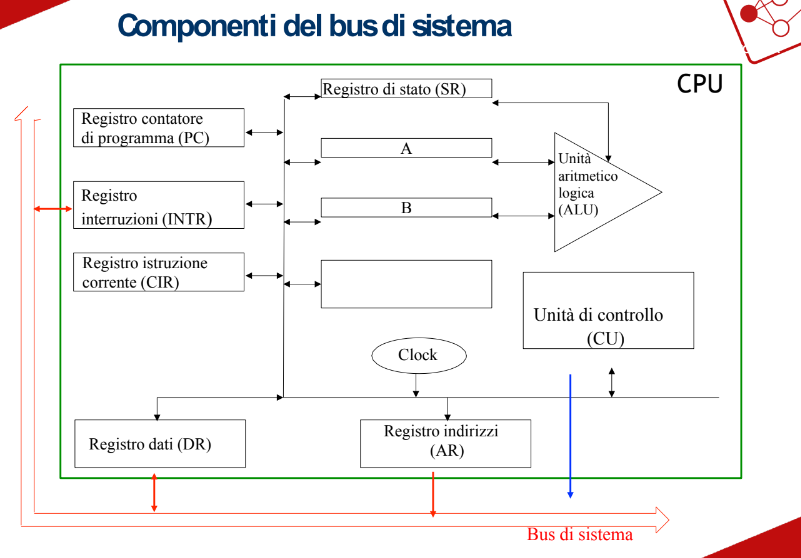 Componenti del bus di sistema
CPU
Registro di stato (SR)
Registro contatore
di programma (PC)
A
Unità
aritmetico
logica
(ALU)
Registro
interruzioni (INTR)
B
Registro istruzione
corrente (CIR)
Unità di controllo
(CU)
Clock
Registro dati (DR)
Registro indirizzi
(AR)
Bus di sistema